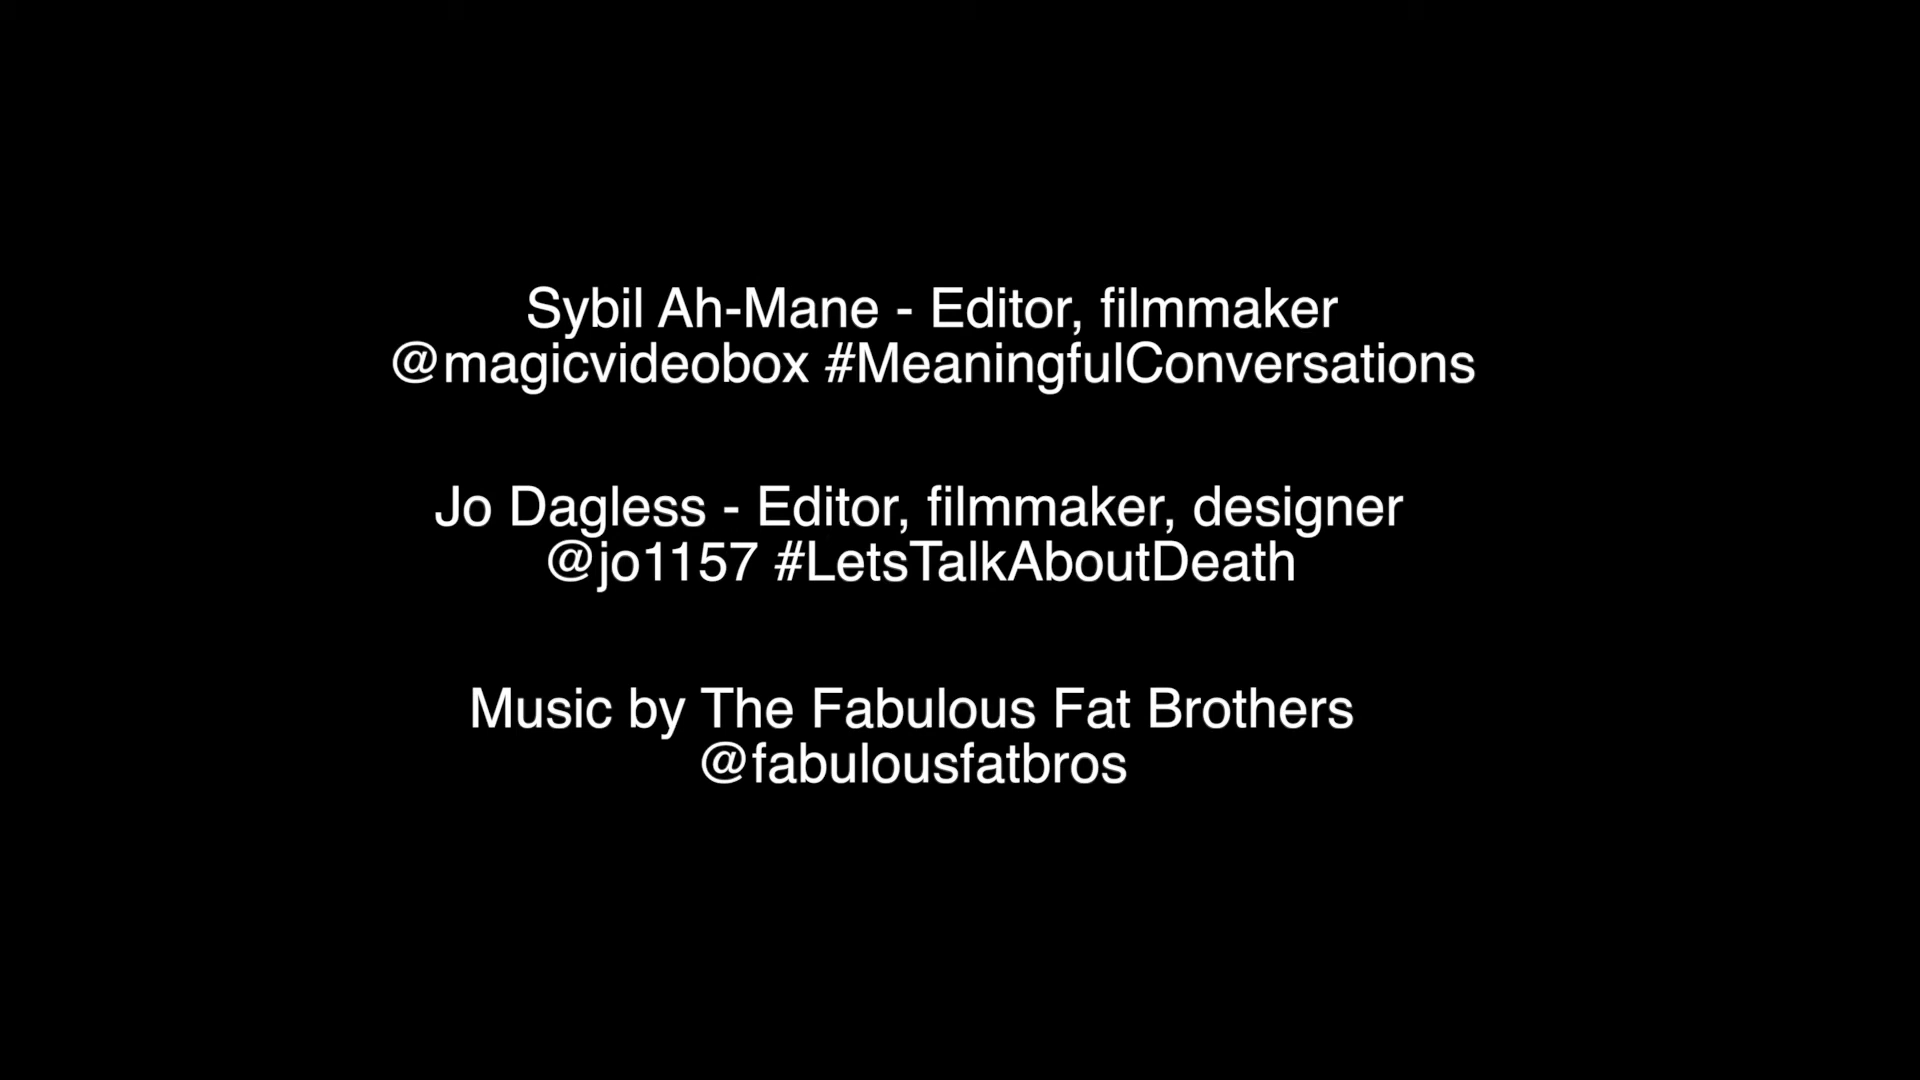 Sybil Ah-Mane - Editor, filmmaker
@magicvideobox #MeaningfulConversations
Jo Dagless - Editor, filmmaker, designer
@jo1157 #LetsTalkAboutDeath
Music by The Fabulous Fat Brothers
@fabulousfatbros